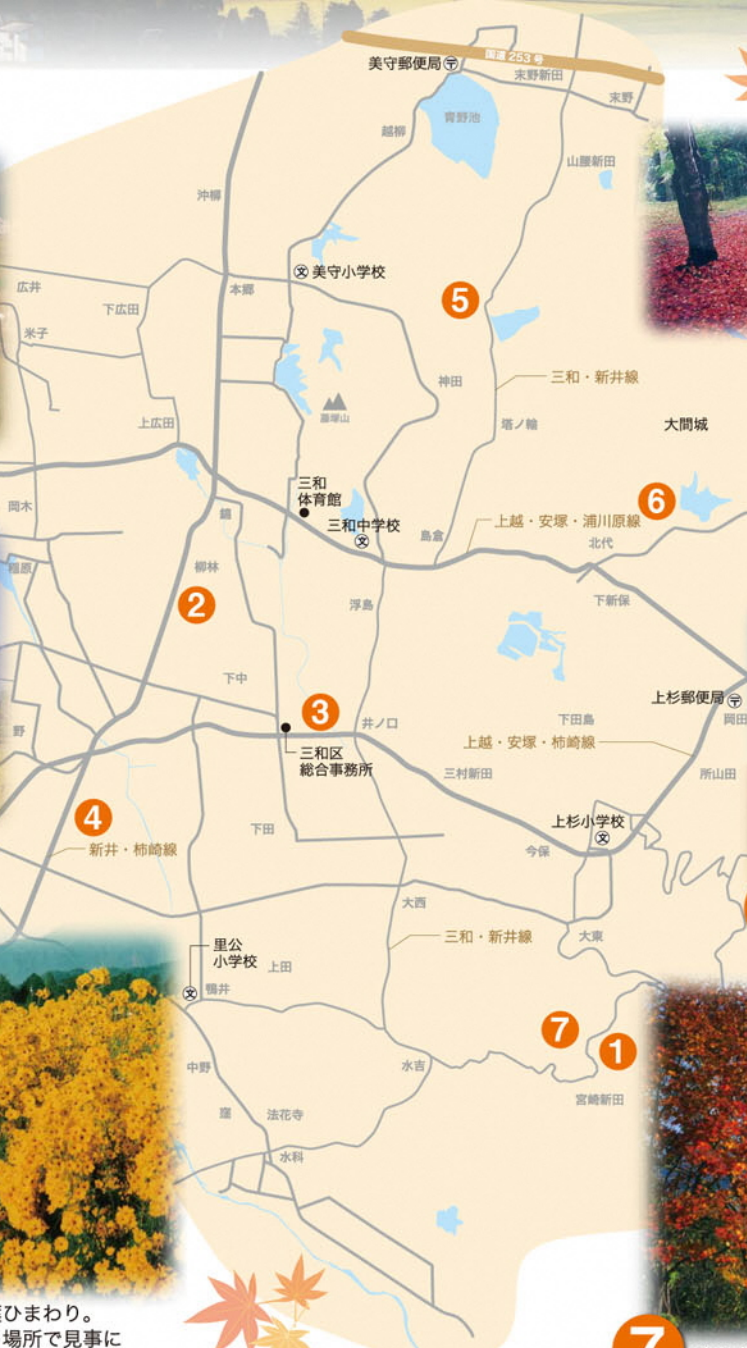 国道253号
美守郵便局
〒
末野新田
末野
青野池
越柳
山腰新田
沖柳
文 美守小学校
本郷
広井
下広田
米子
5
三和・新井線
神田
上広田
塔ノ輪
大間城
三和
体育館
岡木
6
鎬
三和中学校
文
上越・安塚・浦川原線
島倉
北代
柳林
2
浮島
下新保
下中
上杉郵便局
〒
3
井ノ口
下田島
岡田
野
上越・安塚・柿崎線
三和区
総合事務所
三村新田
所山田
4
新井・柿崎線
下田
上杉小学校
文
今保
大西
三和・新井線
大東
里公
小学校
文
上田
鴨井
7
1
中野
水吉
宮崎新田
窪
法花寺
水科
ひまわり。
場所で見事に
7